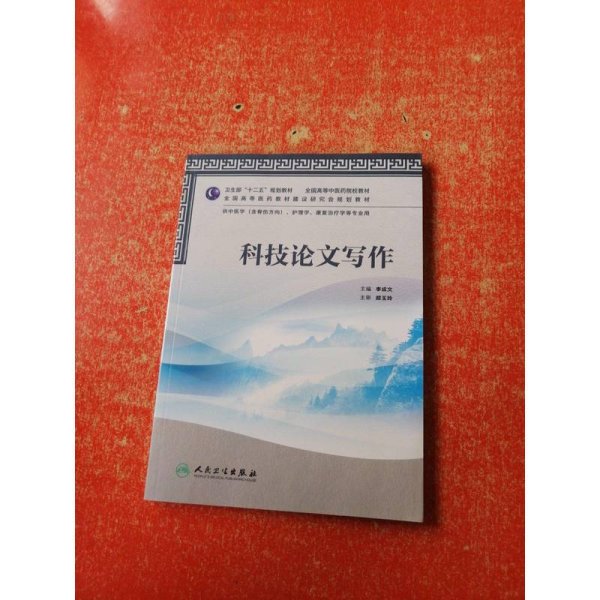 卫生部“十二五”规划教材 全国高等中医药院校教材
全国高等医药教材建设研究会规划教材
供中医学（含骨伤方向）、护理学、康复治疗学等专业用
科技论文写作
主编 李成文
主审 郑玉玲
人民卫生出版社